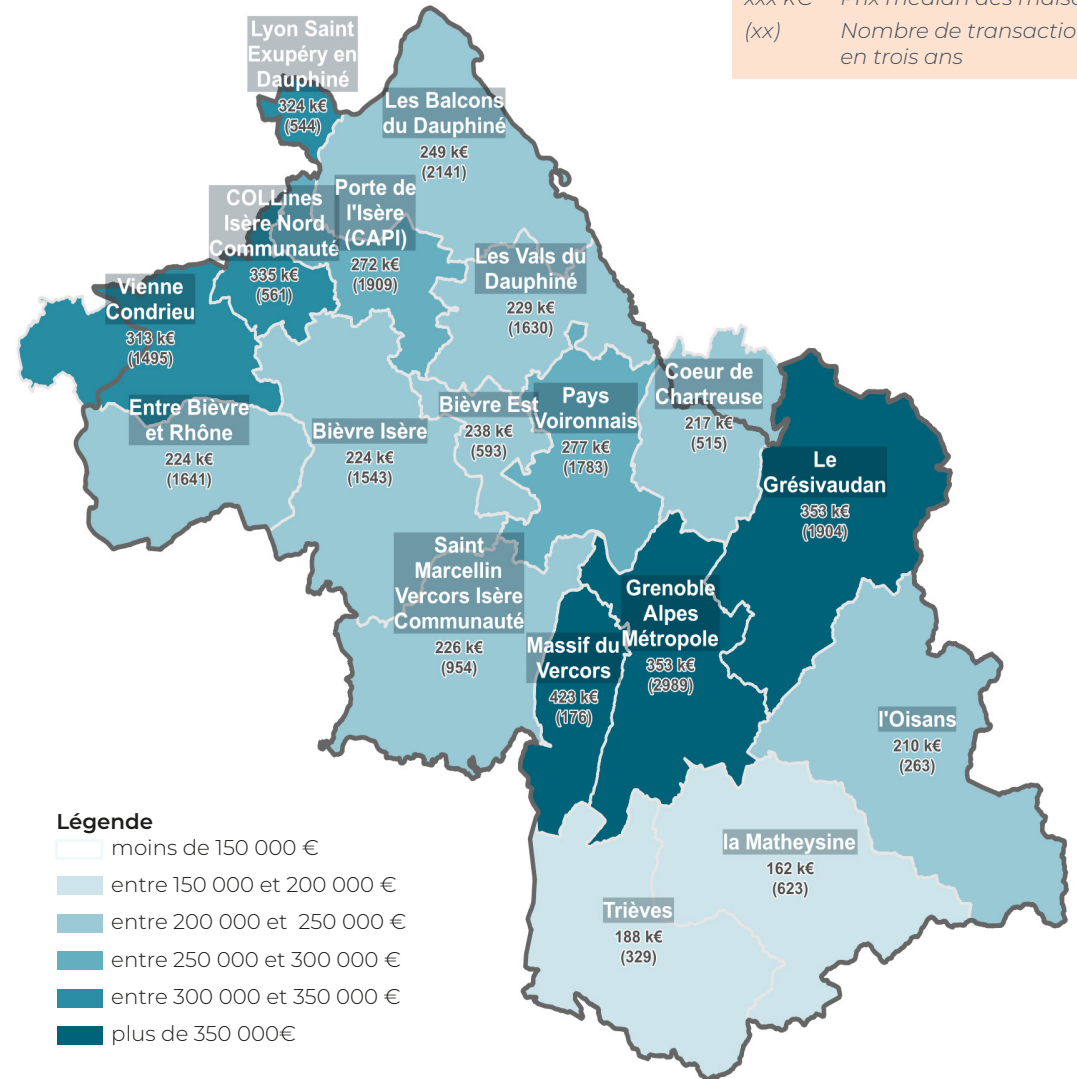 xxx k€ Prix médian des
(xx) Nombre de
en trois ans
Lyon Saint
Exupéry en
Dauphiné
324 k€
(544)
Les Balcons
du Dauphiné
249 k€
(2141)
COLLines
Isère Nord
Communauté
335 k€
(561)
Porte de
l'Isère
(CAPI)
272 k€
(1909)
Les Vals du
Dauphiné
229 k€
(1630)
Vienne
Condrieu
313 k€
(1495)
Entre Bièvre
et Rhône
224 k€
(1641)
Bièvre Isère
224 k€
(1543)
Bièvre Est
238 k€
(593)
Pays
Voironnais
277 k€
(1783)
Coeur de
Chartreuse
217 k€
(515)
Le
Grésivaudan
353 k€
(1904)
Saint
Marcellin
Vercors Isère
Communauté
226 k€
(954)
Massif du
Vercors
423 k€
(176)
Grenoble
Alpes
Métropole
353 k€
(2989)
l'Oisans
210 k€
(263)
la Matheysine
162 k€
(623)
Trièves
188 k€
(329)
Légende
moins de 150 000 €
entre 150 000 et 200 000 €
entre 200 000 et 250 000 €
entre 250 000 et 300 000 €
entre 300 000 et 350 000 €
plus de 350 000€